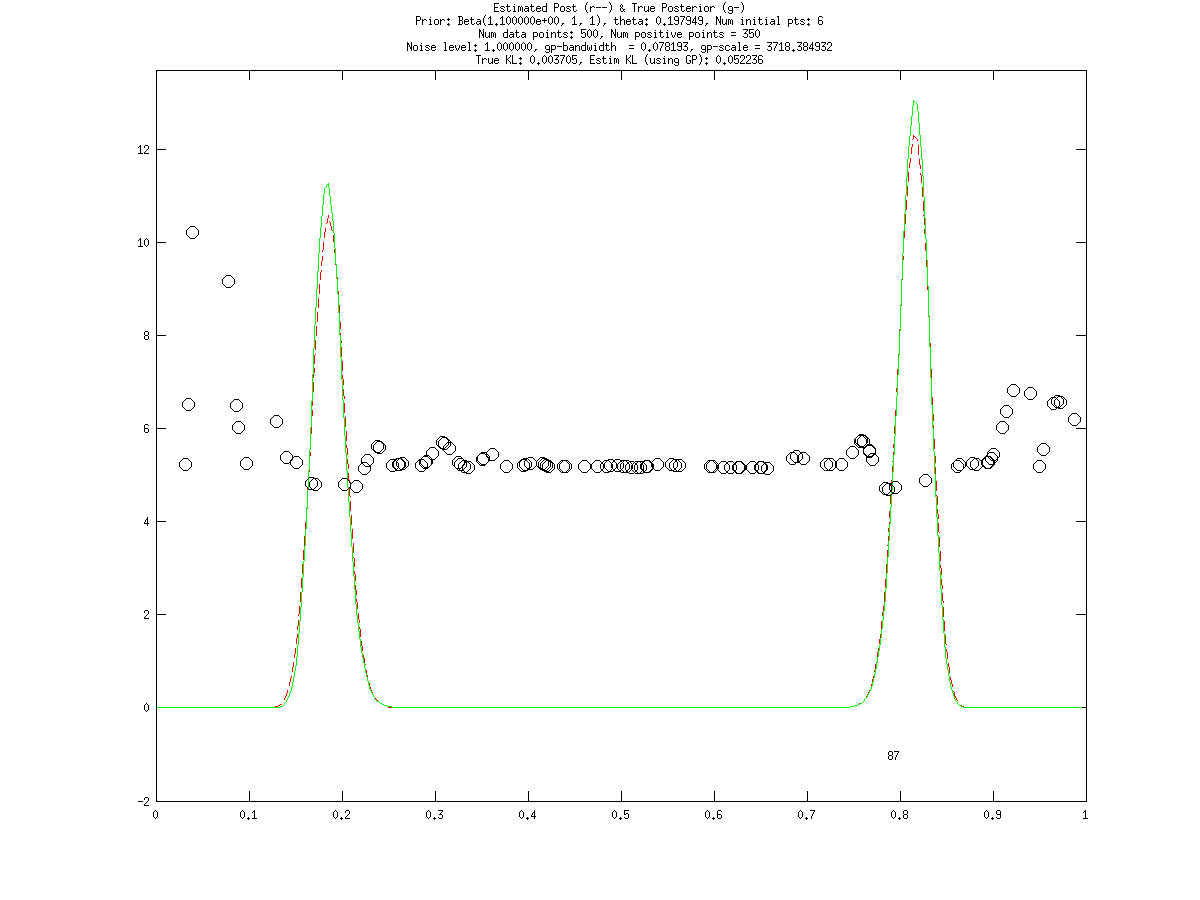 Estimated Post (r--) & True Posterior (g-)
Prior: Beta(1.100000e+00, 1, 1), theta: 0.197949, Num initial pts: 6
Num data points: 500, Num positive points = 350
Noise level: 1.000000, gp-bandwidth  = 0.078193, gp-scale = 3718.384932
True KL: 0.003705, Estim KL (using GP): 0.052236
12
10
8
6
4
2
0
87
-2
0 0.1 0.2 0.3 0.4 0.5 0.6 0.7 0.8 0.9 1